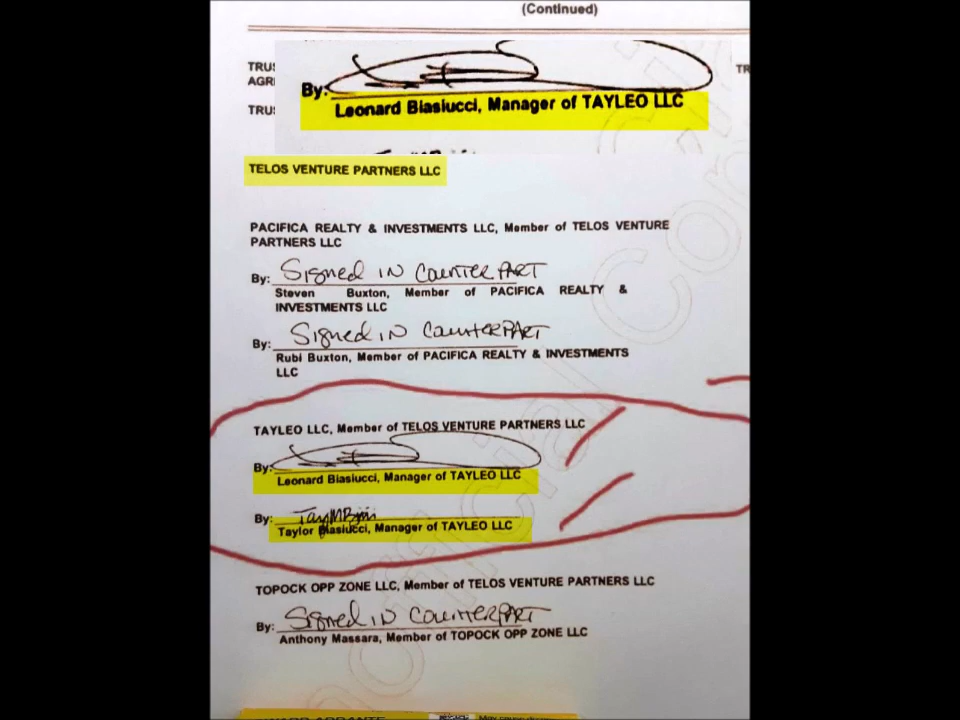 (Continued)
TRUS
AGRE
TRUS
TR
By:
Leonard Biasiucci, Manager of TAYLEO LLC
TELOS VENTURE PARTNERS LLC
PACIFICA REALTY & INVESTMENTS LLC, Member of TELOS VENTURE
PARTNERS LLC
By: Signed in Counterpart
Steven Buxton, Member of PACIFICA REALTY &
INVESTMENTS LLC
By: Signed in Counterpart
Rubi Buxton, Member of PACIFICA REALTY & INVESTMENTS
LLC
TAYLEO LLC, Member of TELOS VENTURE PARTNERS LLC
By:
Leonard Biasiucci, Manager of TAYLEO LLC
By:
Taylor Biasiucci, Manager of TAYLEO LLC
TOPOCK OPP ZONE LLC, Member of TELOS VENTURE PARTNERS LLC
By: Signed in Counterpart
Anthony Massara, Member of TOPOCK OPP ZONE LLC